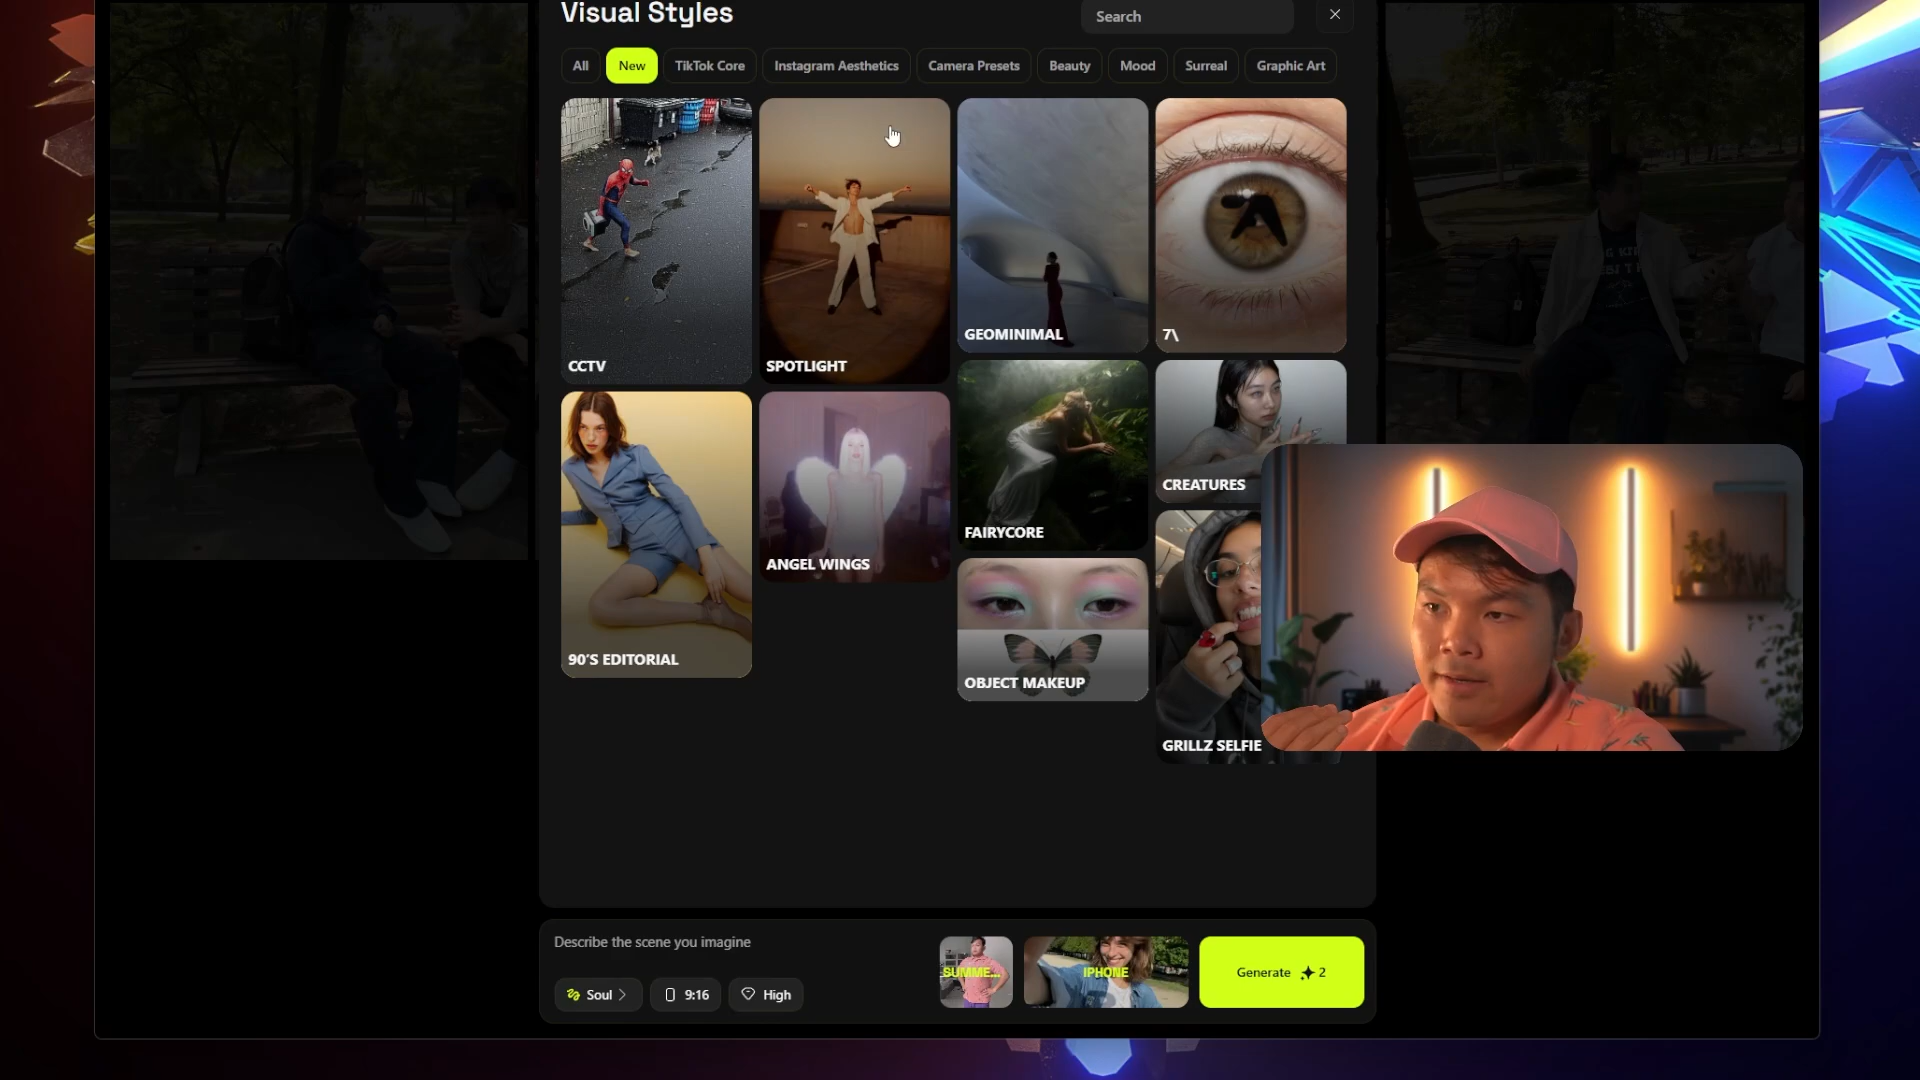 Visual Styles
Search
All
New
TikTok Core
Instagram Aesthetics
Camera Presets
Beauty
Mood
Surreal
Graphic Art
CCTV
SPOTLIGHT
GEOMINIMAL
7\
90'S EDITORIAL
ANGEL WINGS
FAIRYCORE
CREATURES
OBJECT MAKEUP
GRILLZ SELFIE
Describe the scene you imagine
Soul
9:16
High
SUMME...
IPHONE
Generate 2